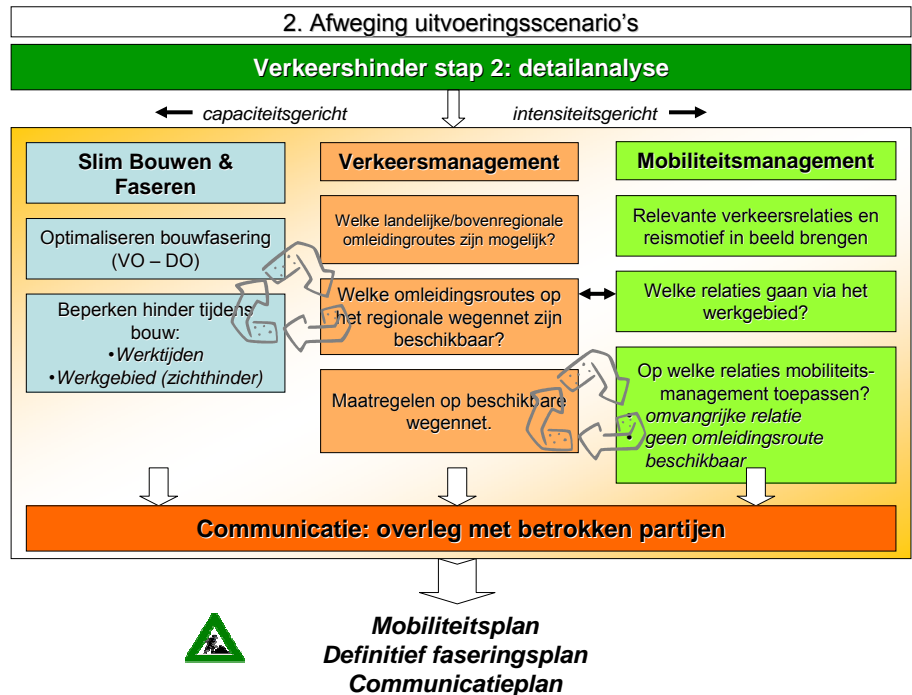 2. Afweging uitvoeringsscenario's
Verkeershinder stap 2: detailanalyse
capaciteitsgericht
intensiteitsgericht
Slim Bouwen &
Faseren
Optimaliseren bouwfasering
(VO – DO)
Beperken hinder tijdens
bouw:
•Werktijden
•Werkgebied (zichthinder)
Verkeersmanagement
Welke landelijke/bovenregionale
omleidingroutes zijn mogelijk?
Welke omleidingsroutes op
het regionale wegennet zijn
beschikbaar?
Maatregelen op beschikbare
wegennet.
Mobiliteitsmanagement
Relevante verkeersrelaties en
reismotief in beeld brengen
Welke relaties gaan via het
werkgebied?
Op welke relaties mobiliteits-
management toepassen?
• omvangrijke relatie
• geen omleidingsroute
beschikbaar
Communicatie: overleg met betrokken partijen
Mobiliteitsplan
Definitief faseringsplan
Communicatieplan